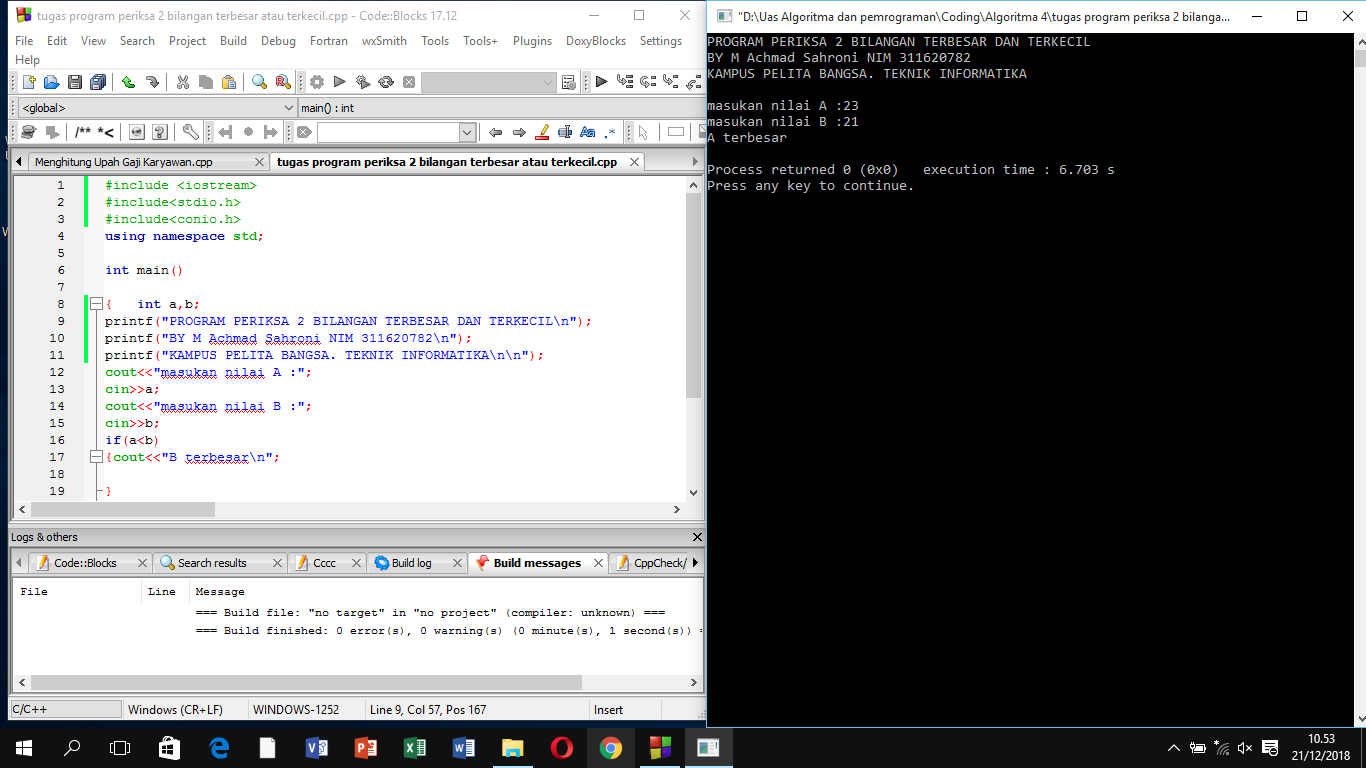 tugas program periksa 2 bilangan terbesar atau terkecil.cpp - Code::Blocks 17.12
File Edit View Search Project Build Debug Fortran wxSmith Tools Tools+ Plugins DoxyBlocks Settings
Help
<global> main() : int
/** *<
Aa .*
Menghitung Upah Gaji Karyawan.cpp tugas program periksa 2 bilangan terbesar atau terkecil.cpp
1 #include <iostream>
2 #include<stdio.h>
3 #include<conio.h>
4 using namespace std;
5
6 int main()
7
8 { int a,b;
9 printf("PROGRAM PERIKSA 2 BILANGAN TERBESAR DAN TERKECIL\n");
10 printf("BY M Achmad Sahroni NIM 311620782\n");
11 printf("KAMPUS PELITA BANGSA. TEKNIK INFORMATIKA\n\n");
12 cout<<"masukan nilai A :";
13 cin>>a;
14 cout<<"masukan nilai B :";
15 cin>>b;
16 if(a<b)
17 {cout<<"B terbesar\n";
18
19 }
Logs & others
Code::Blocks Search results Cccc Build log Build messages CppCheck/
File Line Message
=== Build file: "no target" in "no project" (compiler: unknown) ===
=== Build finished: 0 error(s), 0 warning(s) (0 minute(s), 1 second(s)) =
C/C++ Windows (CR+LF) WINDOWS-1252 Line 9, Col 57, Pos 167 Insert
"D:\Uas Algoritma dan pemrograman\Coding\Algoritma 4\tugas program periksa 2 bilanga...
PROGRAM PERIKSA 2 BILANGAN TERBESAR DAN TERKECIL
BY M Achmad Sahroni NIM 311620782
KAMPUS PELITA BANGSA. TEKNIK INFORMATIKA
masukan nilai A :23
masukan nilai B :21
A terbesar
Process returned 0 (0x0) execution time : 6.703 s
Press any key to continue.
10.53
21/12/2018